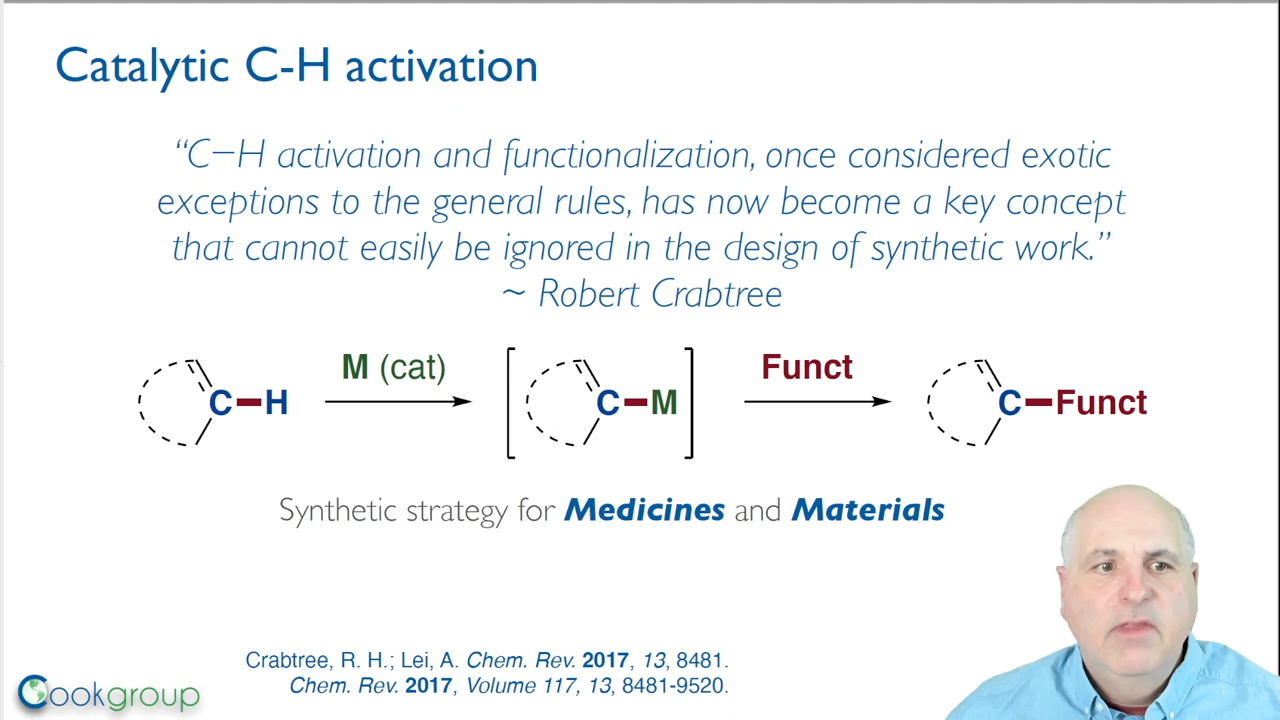 Catalytic C-H activation
“C–H activation and functionalization, once considered exotic
exceptions to the general rules, has now become a key concept
that cannot easily be ignored in the design of synthetic work.”
~ Robert Crabtree
C–H
M (cat)
C–M
Funct
C–Funct
Synthetic strategy for Medicines and Materials
Crabtree, R. H.; Lei, A. Chem. Rev. 2017, 13, 8481.
Chem. Rev. 2017, Volume 117, 13, 8481-9520.
Cookgroup